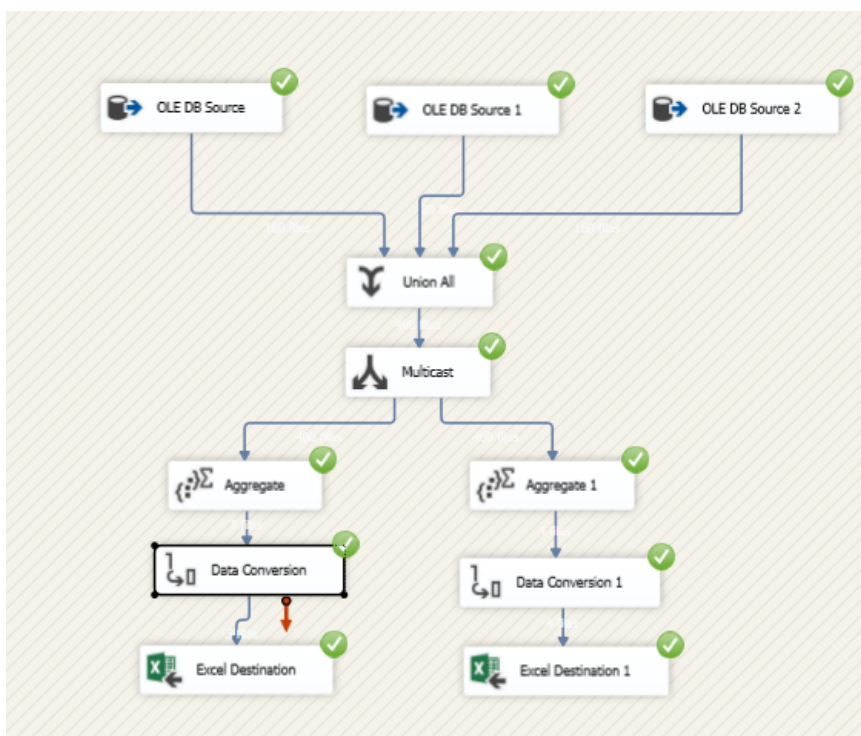 OLE DB Source
OLE DB Source 1
OLE DB Source 2
Union All
Multicast
Aggregate
Aggregate 1
Data Conversion
Data Conversion 1
Excel Destination
Excel Destination 1